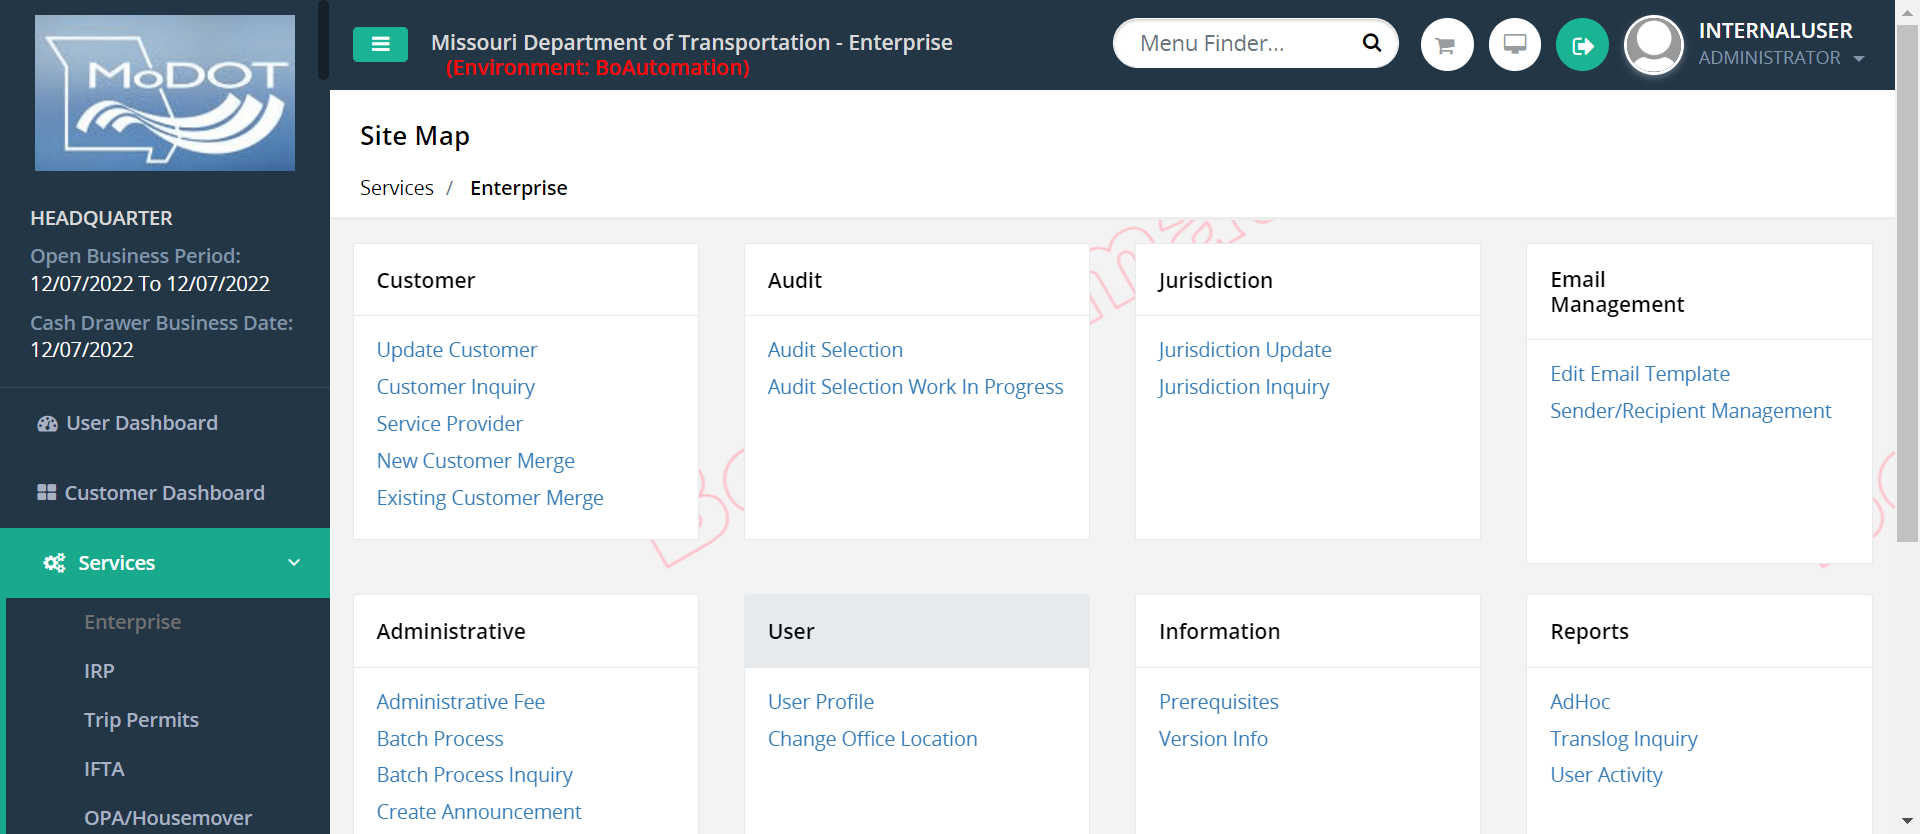 MoDOT
HEADQUARTER
Open Business Period:
12/07/2022 To 12/07/2022
Cash Drawer Business Date:
12/07/2022
User Dashboard
Customer Dashboard
Services
Enterprise
IRP
Trip Permits
IFTA
OPA/Housemover
Missouri Department of Transportation - Enterprise
(Environment: BoAutomation)
Menu Finder...
INTERNALUSER
ADMINISTRATOR
Site Map
Services / Enterprise
Customer
Update Customer
Customer Inquiry
Service Provider
New Customer Merge
Existing Customer Merge
Audit
Audit Selection
Audit Selection Work In Progress
Jurisdiction
Jurisdiction Update
Jurisdiction Inquiry
Email
Management
Edit Email Template
Sender/Recipient Management
Administrative
Administrative Fee
Batch Process
Batch Process Inquiry
Create Announcement
User
User Profile
Change Office Location
Information
Prerequisites
Version Info
Reports
AdHoc
Translog Inquiry
User Activity